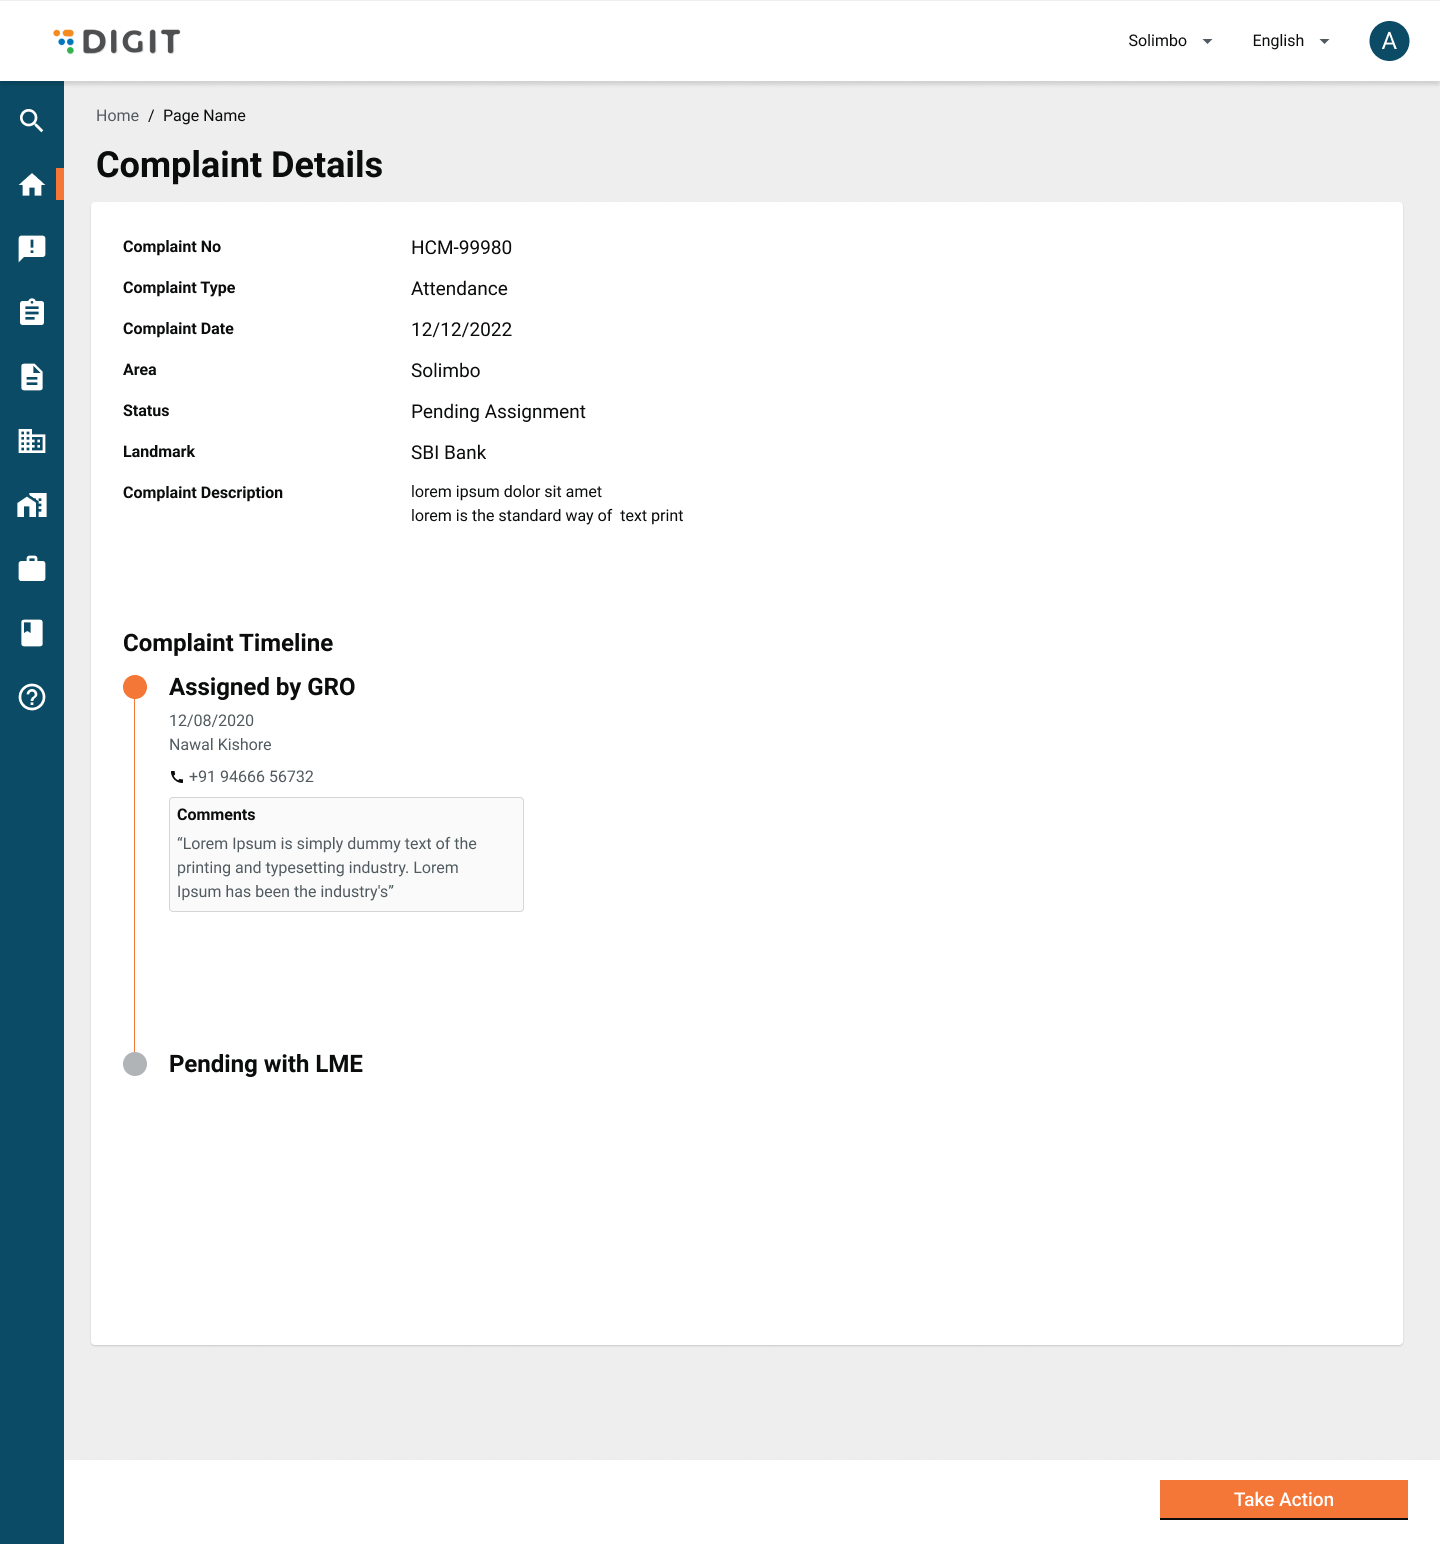 DIGIT
Solimbo
English
A
Home / Page Name
Complaint Details
Complaint No HCM-99980
Complaint Type Attendance
Complaint Date 12/12/2022
Area Solimbo
Status Pending Assignment
Landmark SBI Bank
Complaint Description lorem ipsum dolor sit amet
lorem is the standard way of  text print
Complaint Timeline
Assigned by GRO
12/08/2020
Nawal Kishore
+91 94666 56732
Comments
“Lorem Ipsum is simply dummy text of the
printing and typesetting industry. Lorem
Ipsum has been the industry's”
Pending with LME
Take Action